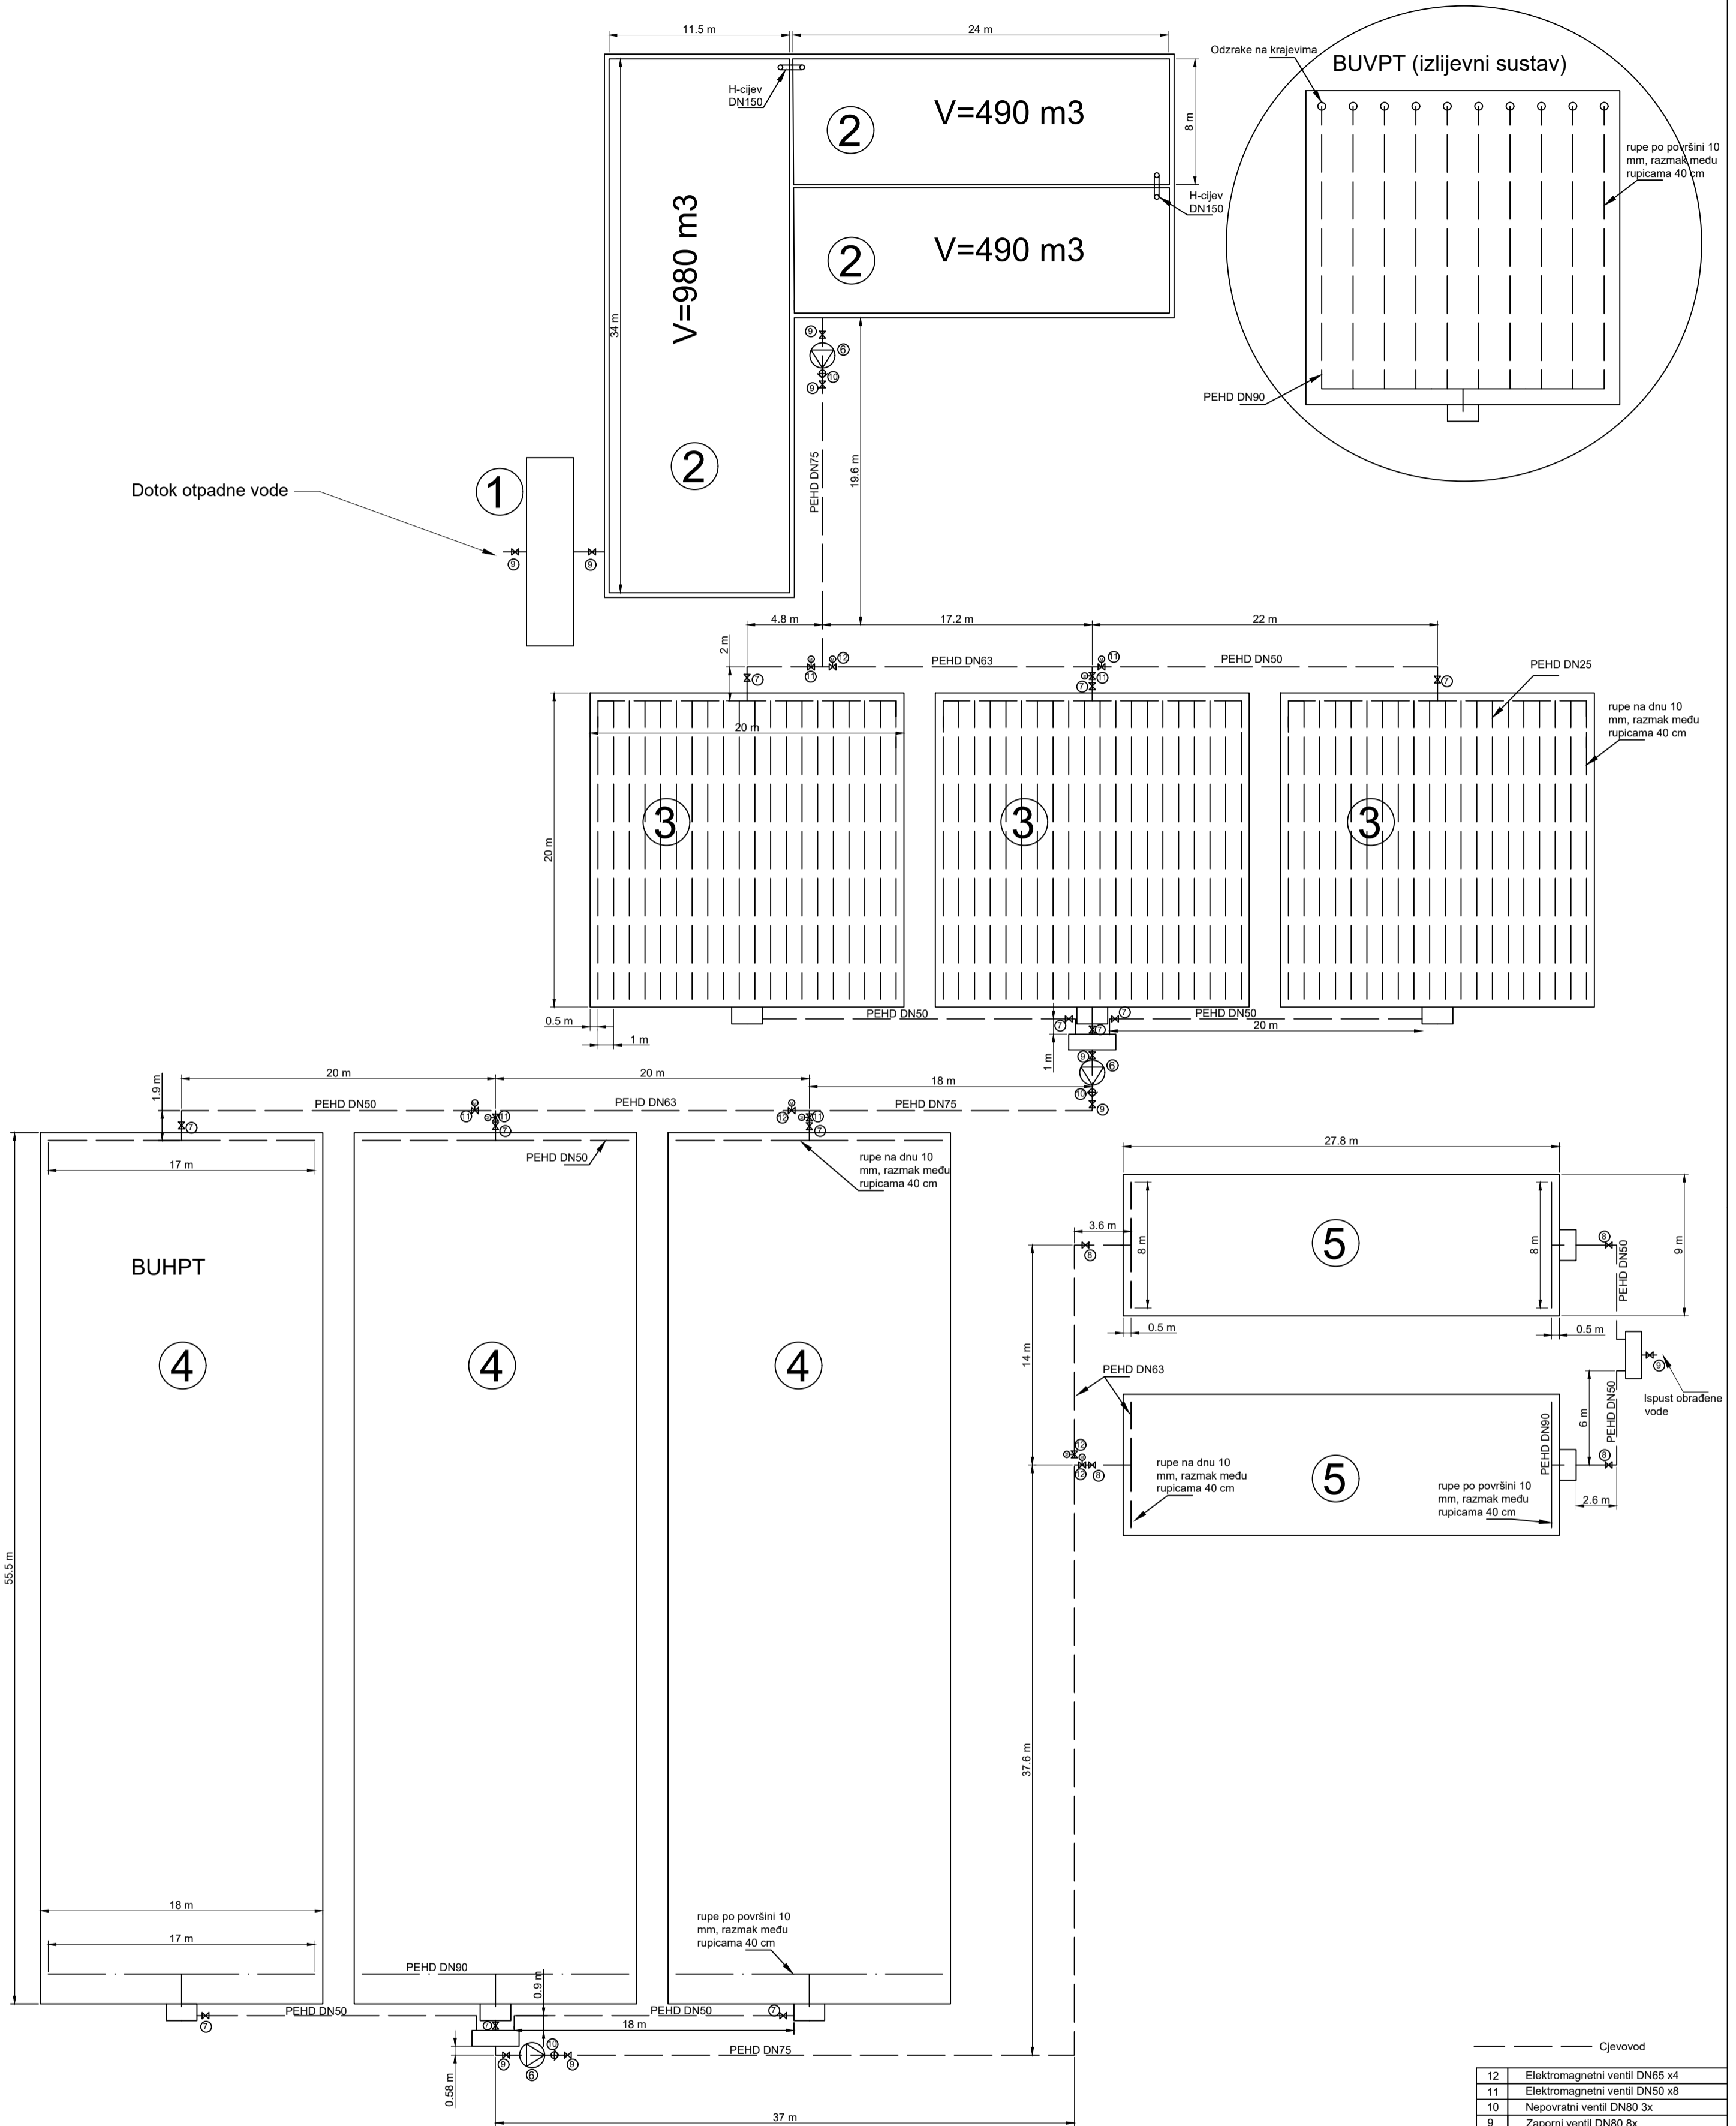 11.5 m
24 m
H-cijev
DN150
2
V=490 m3
8 m
H-cijev
DN150
2
V=490 m3
V=980 m3
34 m
2
Odzrake na krajevima
BUVPT (izlijevni sustav)
rupe po površini 10
mm, razmak među
rupicama 40 cm
PEHD DN90
Dotok otpadne vode
1
9
9
9
6
10
9
PEHD DN75
19.6 m
4.8 m
17.2 m
22 m
2 m
12
11
PEHD DN63
11
PEHD DN50
PEHD DN25
7
11
7
7
rupe na dnu 10
mm, razmak među
rupicama 40 cm
20 m
20 m
3
3
3
0.5 m
1 m
PEHD DN50
7
7
7
PEHD DN50
20 m
1 m
9
6
10
9
20 m
20 m
18 m
1.9 m
PEHD DN50
PEHD DN63
PEHD DN75
7
11
11
7
12
11
7
17 m
PEHD DN50
rupe na dnu 10
mm, razmak među
rupicama 40 cm
BUHPT
4
4
4
55.5 m
27.8 m
3.6 m
8 m
5
8 m
9 m
8
8
PEHD DN50
0.5 m
0.5 m
14 m
PEHD DN63
9
Ispust obrađene
vode
6 m
PEHD DN50
12
12
8
rupe na dnu 10
mm, razmak među
rupicama 40 cm
5
PEHD DN90
rupe po površini 10
mm, razmak među
rupicama 40 cm
8
2.6 m
37.6 m
18 m
17 m
rupe po površini 10
mm, razmak među
rupicama 40 cm
PEHD DN90
0.9 m
PEHD DN50
PEHD DN50
7
7
7
18 m
0.58 m
9
6
10
9
PEHD DN75
37 m
Cjevovod
12 Elektromagnetni ventil DN65 x4
11 Elektromagnetni ventil DN50 x8
10 Nepovratni ventil DN80 3x
9 Zaporni ventil DN80 8x